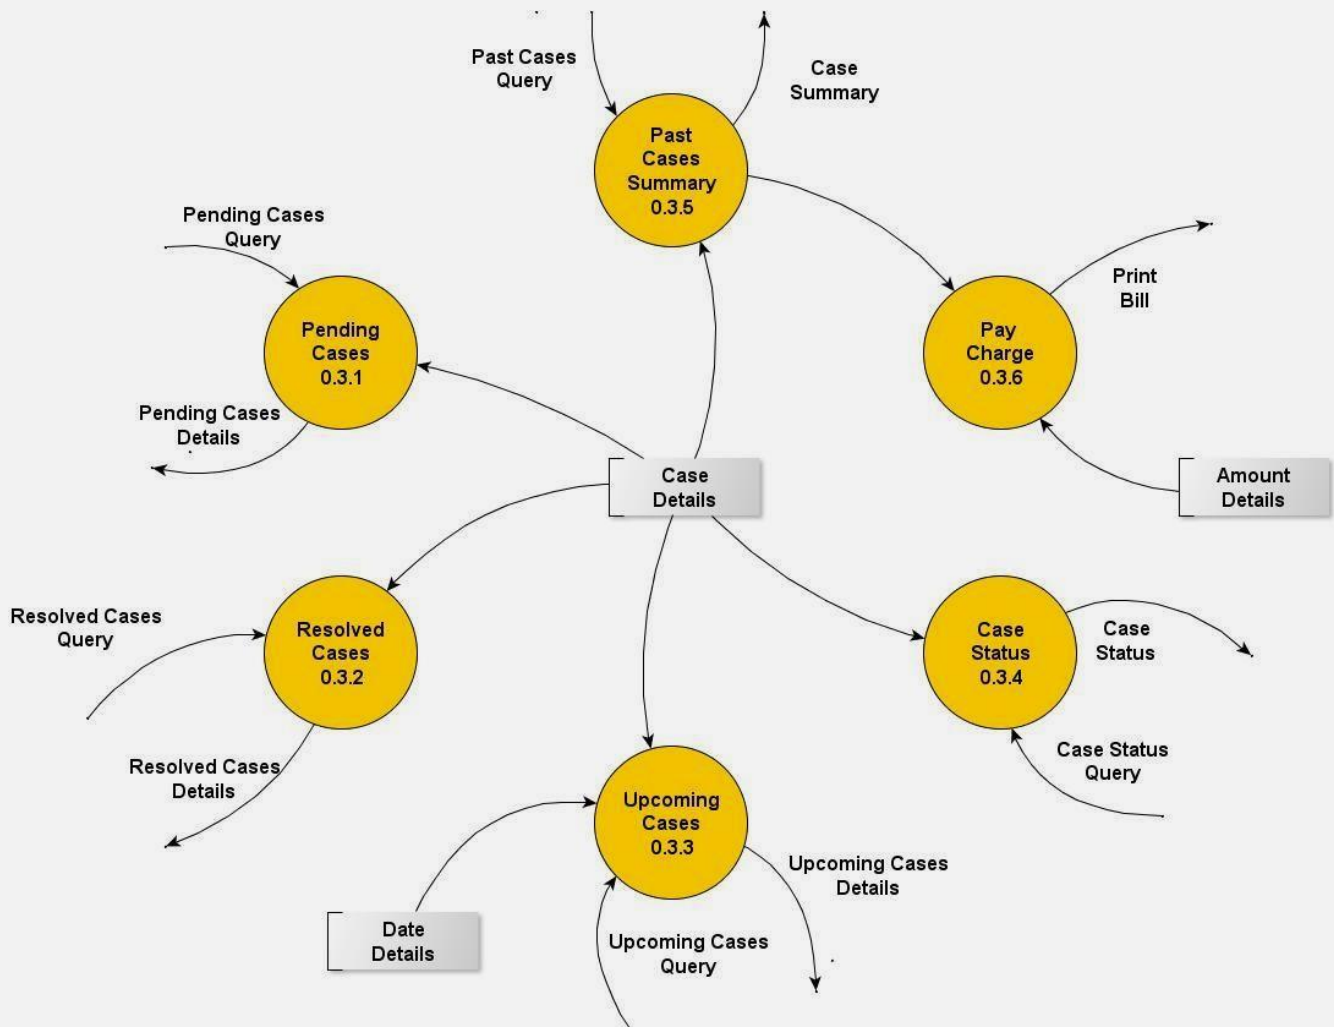 Past Cases
Query
Case
Summary
Past
Cases
Summary
0.3.5
Pending Cases
Query
Print
Bill
Pending
Cases
0.3.1
Pay
Charge
0.3.6
Pending Cases
Details
Case
Details
Amount
Details
Resolved Cases
Query
Resolved
Cases
0.3.2
Case
Status
0.3.4
Case
Status
Resolved Cases
Details
Case Status
Query
Upcoming
Cases
0.3.3
Upcoming Cases
Details
Date
Details
Upcoming Cases
Query